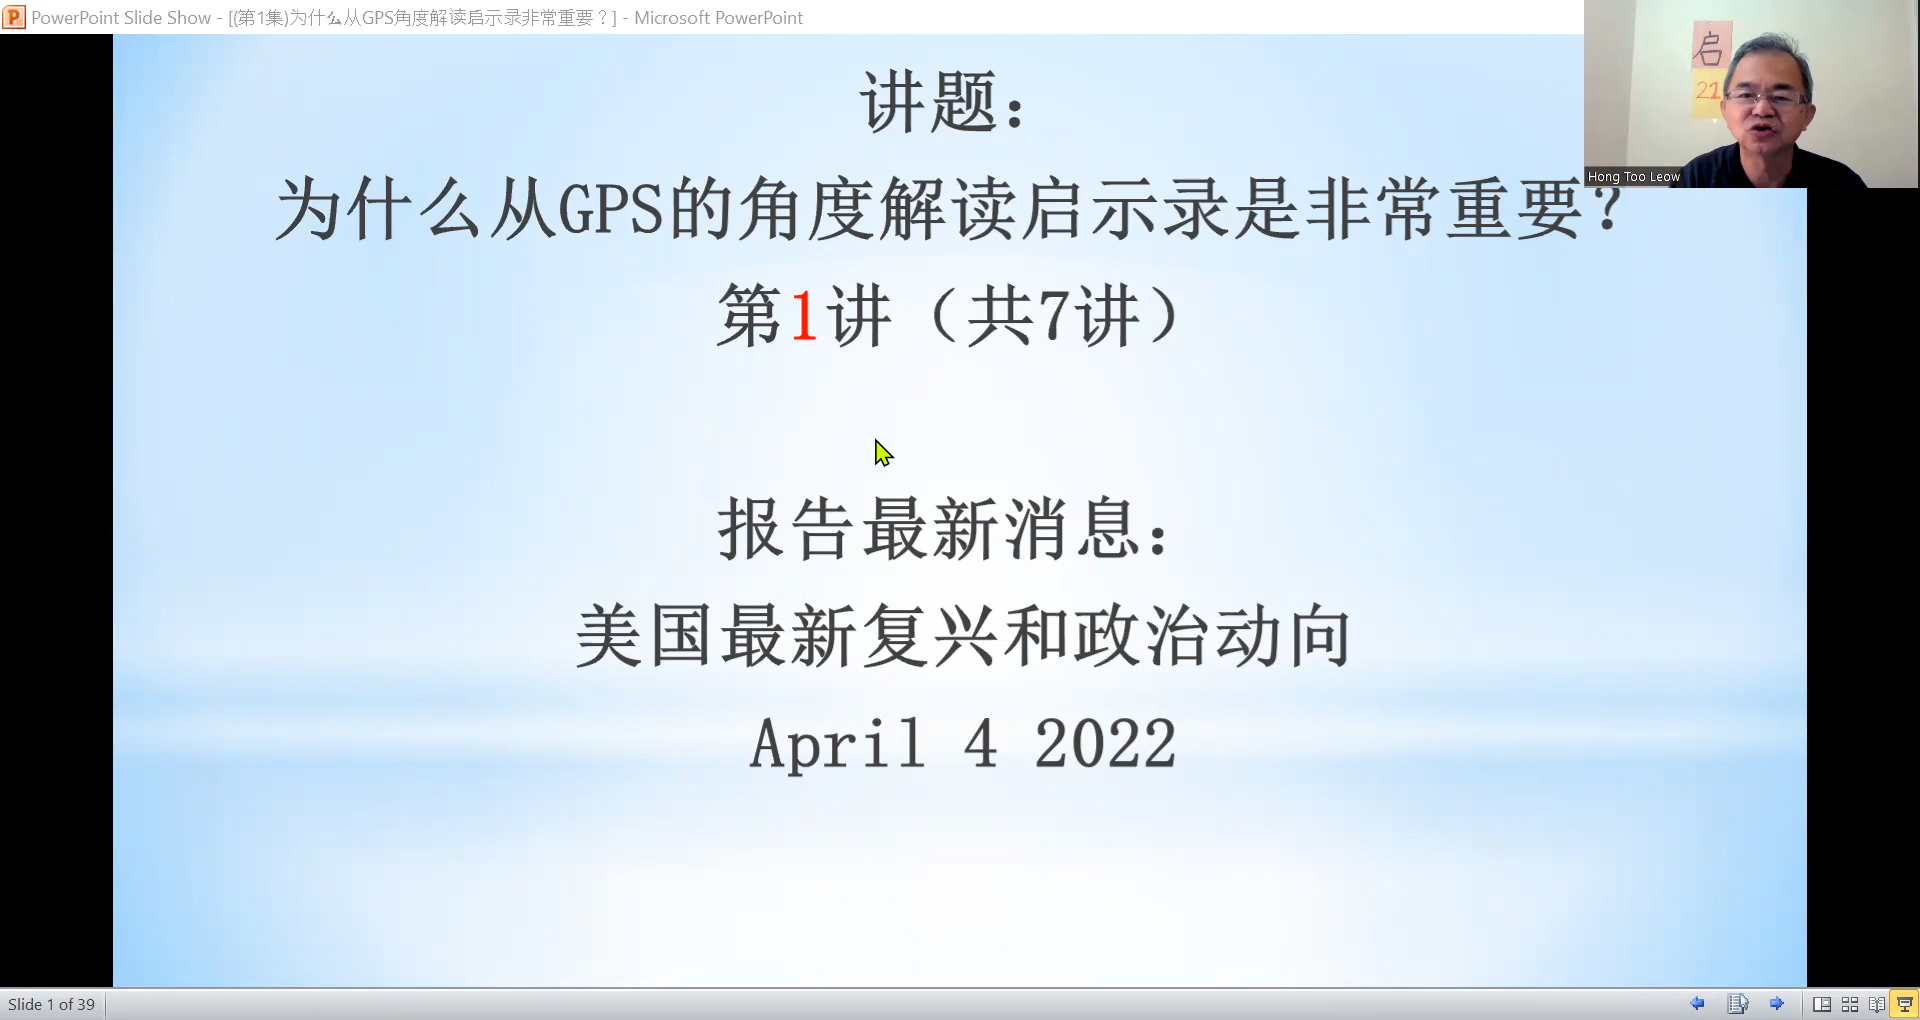 PowerPoint Slide Show - [(第1集)为什么从GPS角度解读启示录非常重要？] - Microsoft PowerPoint
启
21
Hong Too Leow
讲题：
为什么从GPS的角度解读启示录是非常重要？
第1讲（共7讲）
报告最新消息：
美国最新复兴和政治动向
April 4 2022
Slide 1 of 39